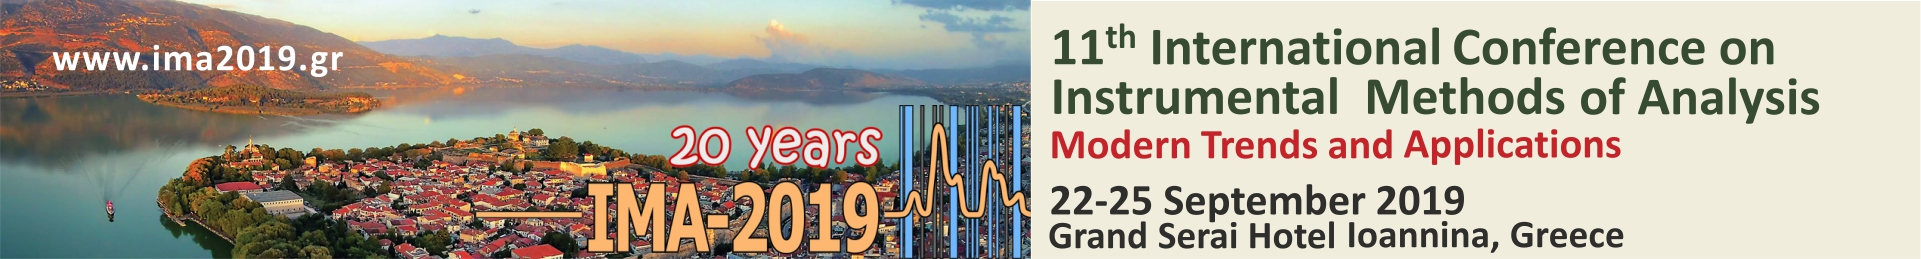 www.ima2019.gr
20 years
IMA-2019
11th International Conference on
Instrumental Methods of Analysis
Modern Trends and Applications
22-25 September 2019
Grand Serai Hotel Ioannina, Greece